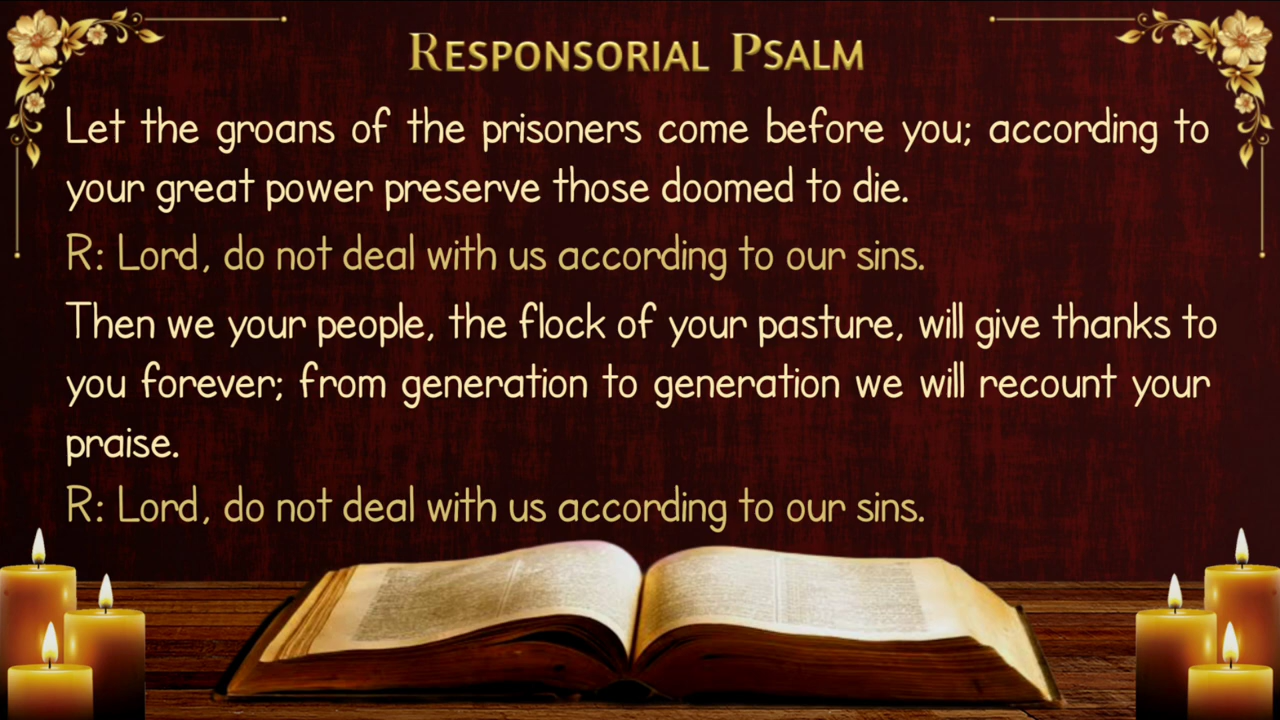 Responsorial Psalm
Let the groans of the prisoners come before you; according to
your great power preserve those doomed to die.
R: Lord, do not deal with us according to our sins.
Then we your people, the flock of your pasture, will give thanks to
you forever; from generation to generation we will recount your
praise.
R: Lord, do not deal with us according to our sins.